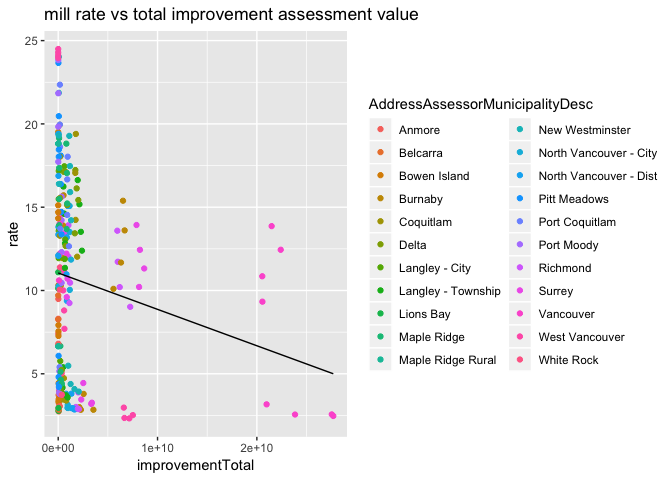 mill rate vs total improvement assessment value
25
20
15
10
5
rate
0e+00
1e+10
2e+10
improvementTotal
AddressAssessorMunicipalityDesc
Anmore
Belcarra
Bowen Island
Burnaby
Coquitlam
Delta
Langley - City
Langley - Township
Lions Bay
Maple Ridge
Maple Ridge Rural
New Westminster
North Vancouver - City
North Vancouver - Dist
Pitt Meadows
Port Coquitlam
Port Moody
Richmond
Surrey
Vancouver
West Vancouver
White Rock